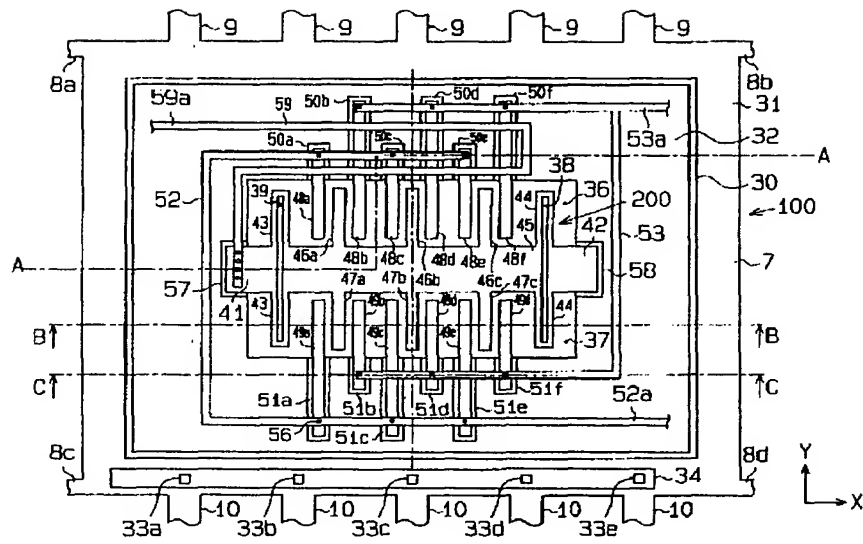 9 9 9 9 9
8a 8b
59a 59 50b 50d 50f 31
50a 50c 50e 53a 32
A
52 39 38 36 30
48a 44 200 100
43 48b 48c 48d 48e 48f 45 42 53
46a 46b 46c 7
A 47a 47b 47c 58
57 41
43 49a 49b 49c 49d 49e 49f 44
B B
37
C C
51a 51b 51d 51e 51f
56 51c 52a
8c 8d
34
Y
X
33a 33b 33c 33d 33e
10 10 10 10 10